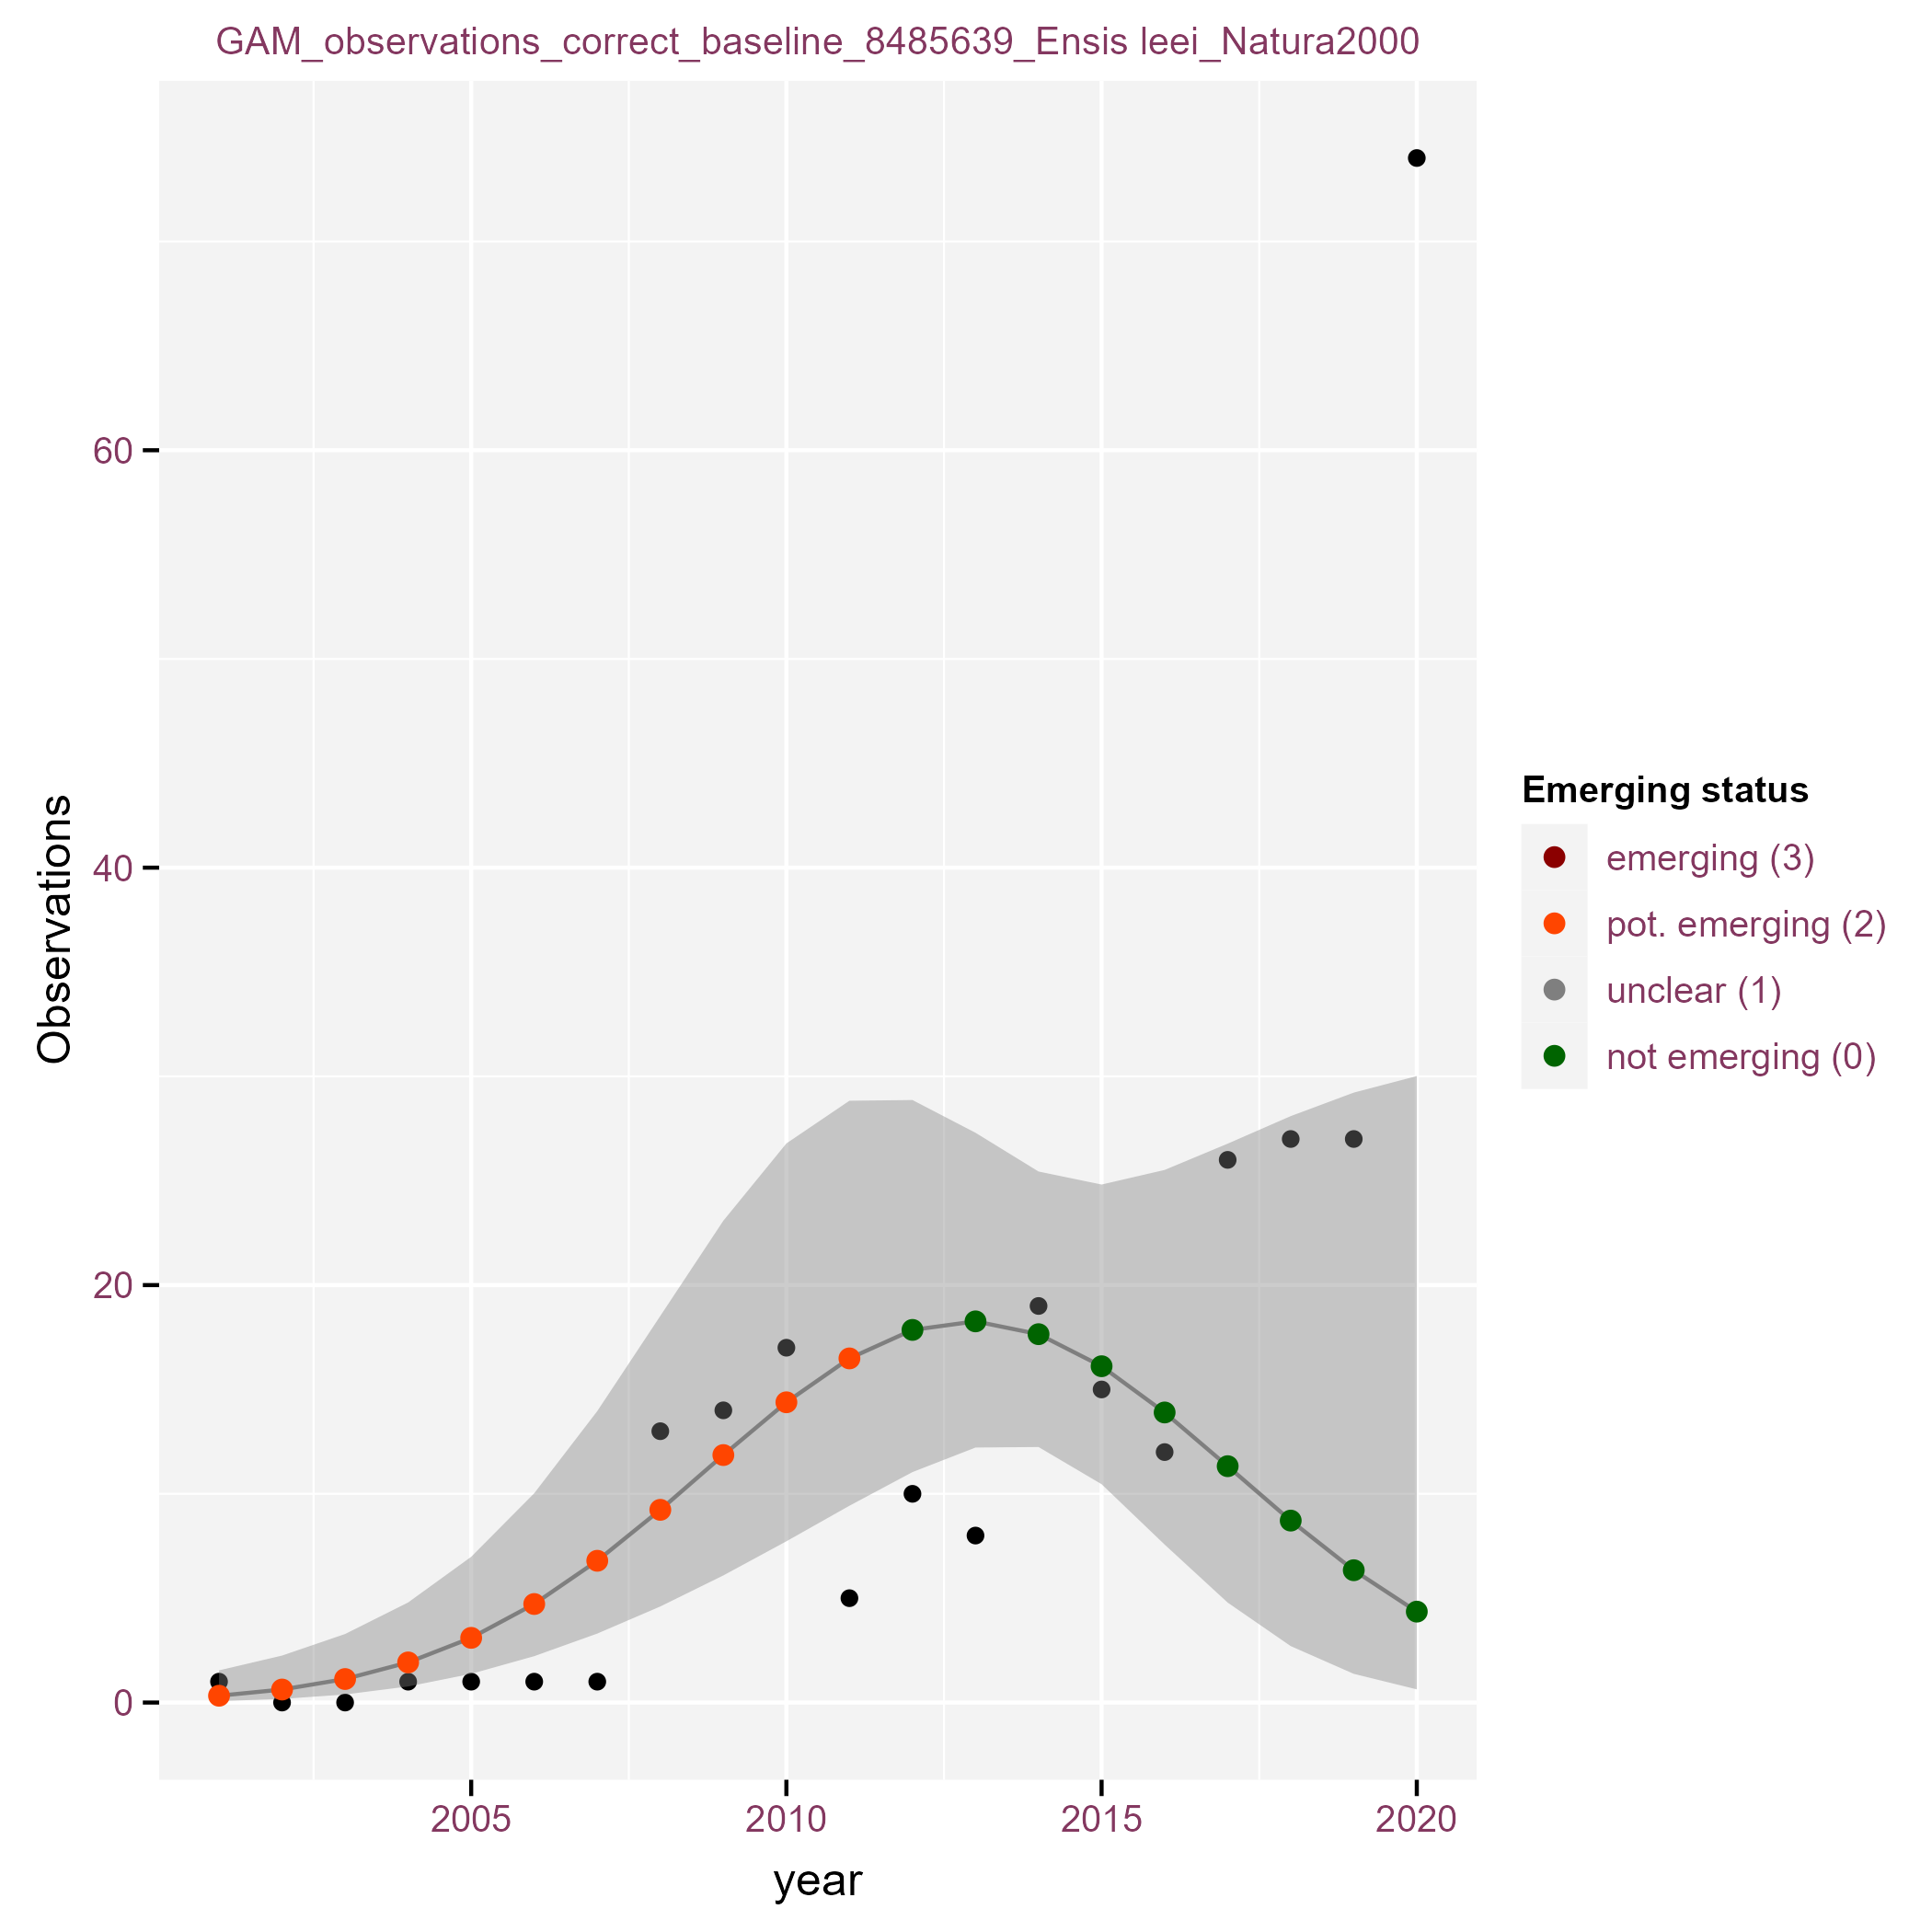 GAM_observations_correct_baseline_8485639_Ensis leei_Natura2000
Observations
60
40
20
0
2005
2010
2015
2020
year
Emerging status
emerging (3)
pot. emerging (2)
unclear (1)
not emerging (0)